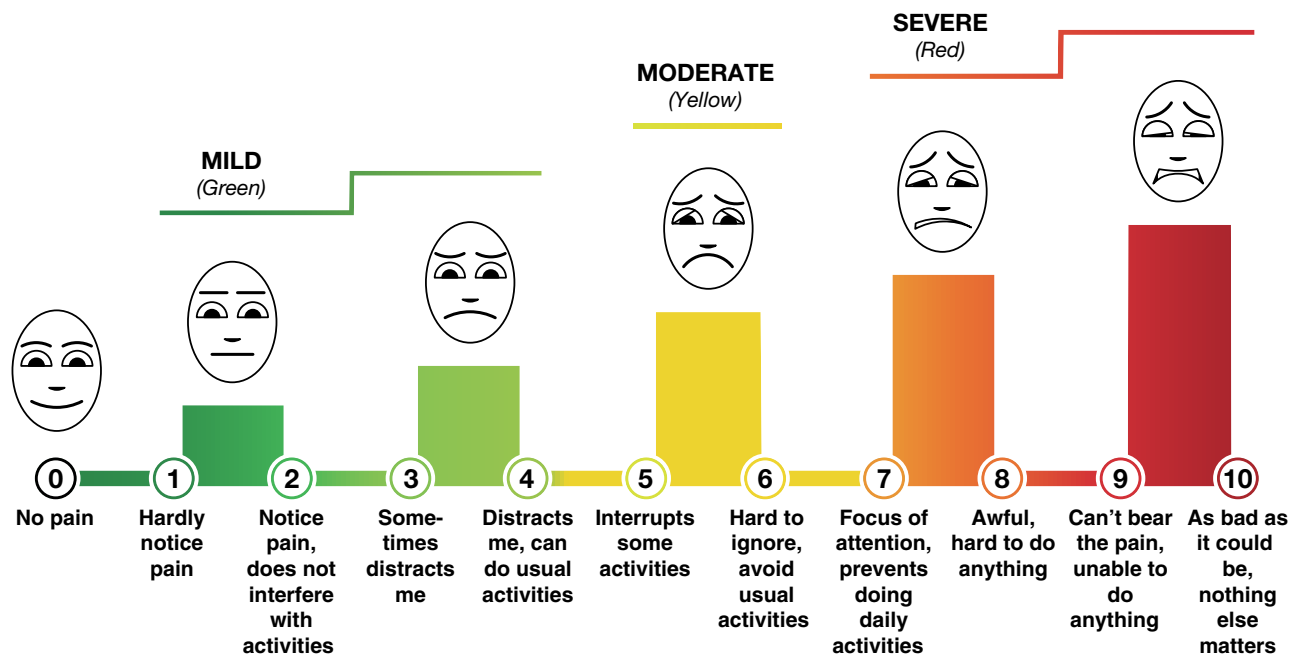 MILD
(Green)
MODERATE
(Yellow)
SEVERE
(Red)
0
No pain
1
Hardly
notice
pain
2
Notice
pain,
does not
interfere
with
activities
3
Some-
times
distracts
me
4
Distracts
me, can
do usual
activities
5
Interrupts
some
activities
6
Hard to
ignore,
avoid
usual
activities
7
Focus of
attention,
prevents
doing
daily
activities
8
Awful,
hard to do
anything
9
Can't bear
the pain,
unable to
do
anything
10
As bad as
it could
be,
nothing
else
matters